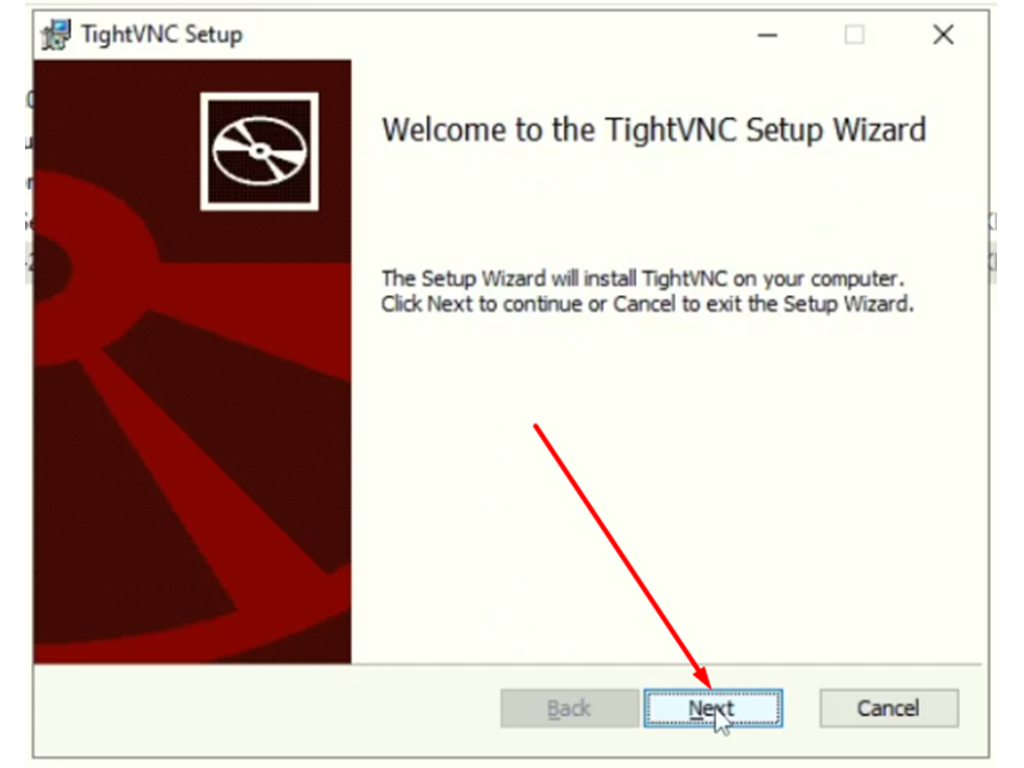 TightVNC Setup
Welcome to the TightVNC Setup Wizard
The Setup Wizard will install TightVNC on your computer.
Click Next to continue or Cancel to exit the Setup Wizard.
Back
Next
Cancel